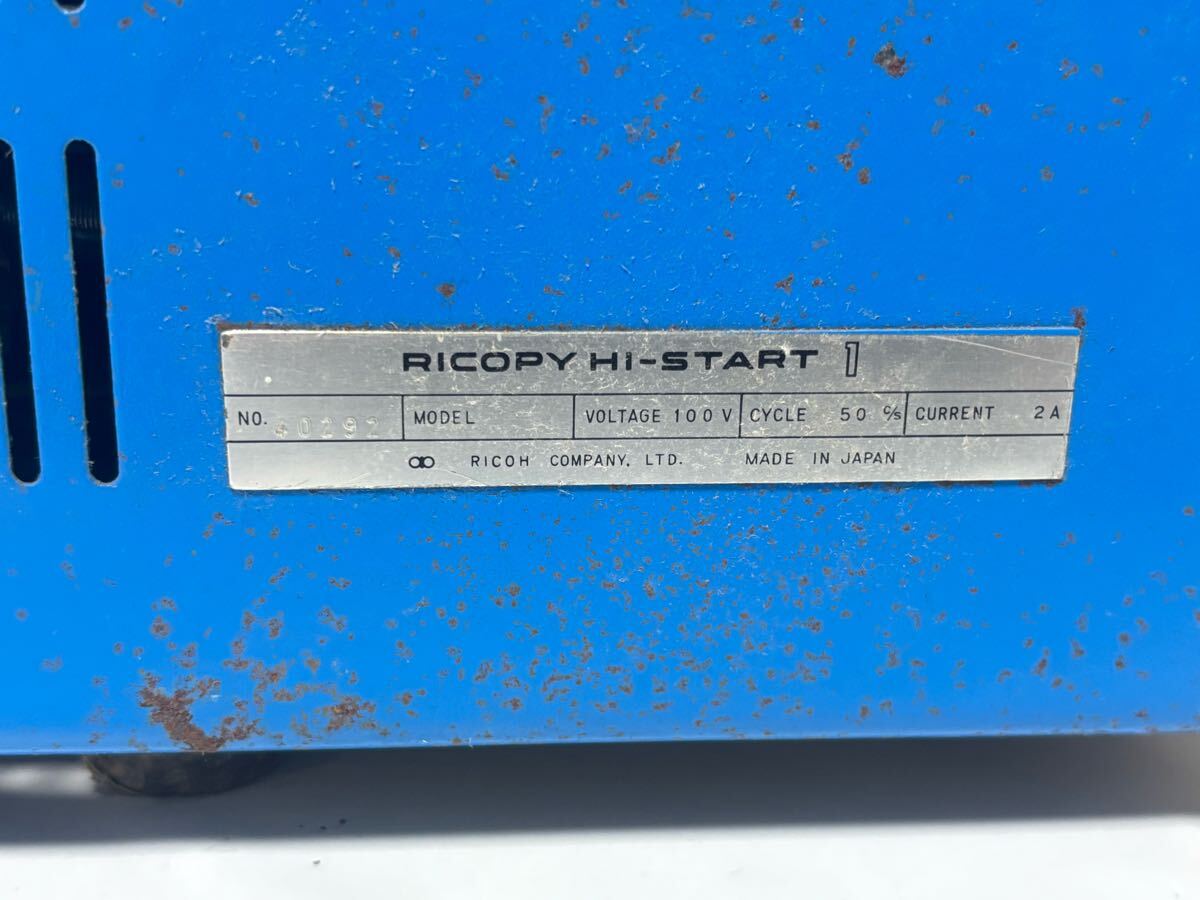 RICOPY HI-START 1
NO. 40292 MODEL VOLTAGE 100 V CYCLE 50 c/s CURRENT 2 A
RICOH COMPANY, LTD. MADE IN JAPAN